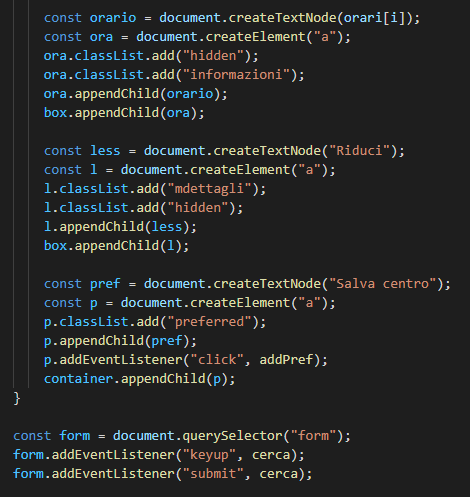 const orario = document.createTextNode(orari[i]);
const ora = document.createElement("a");
ora.classList.add("hidden");
ora.classList.add("informazioni");
ora.appendChild(orario);
box.appendChild(ora);
const less = document.createTextNode("Riduci");
const l = document.createElement("a");
l.classList.add("mdettagli");
l.classList.add("hidden");
l.appendChild(less);
box.appendChild(l);
const pref = document.createTextNode("Salva centro");
const p = document.createElement("a");
p.classList.add("preferred");
p.appendChild(pref);
p.addEventListener("click", addPref);
container.appendChild(p);
}
const form = document.querySelector("form");
form.addEventListener("keyup", cerca);
form.addEventListener("submit", cerca);